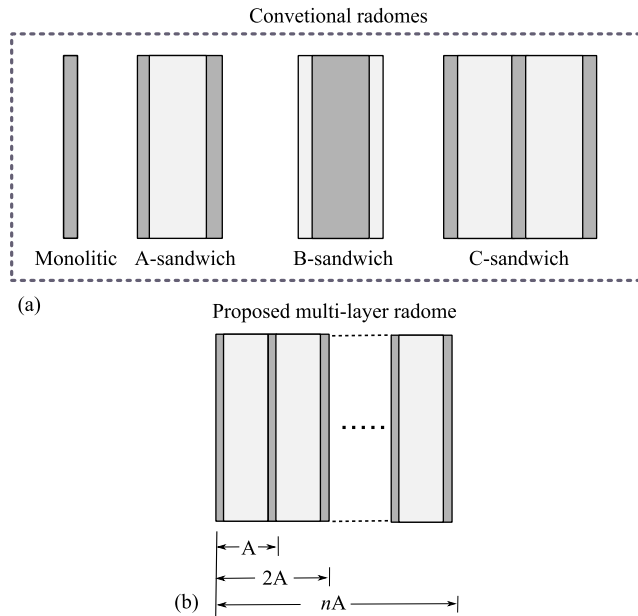 Convetional radomes
Monolitic A-sandwich B-sandwich C-sandwich
(a)
Proposed multi-layer radome
A
2A
nA
(b)